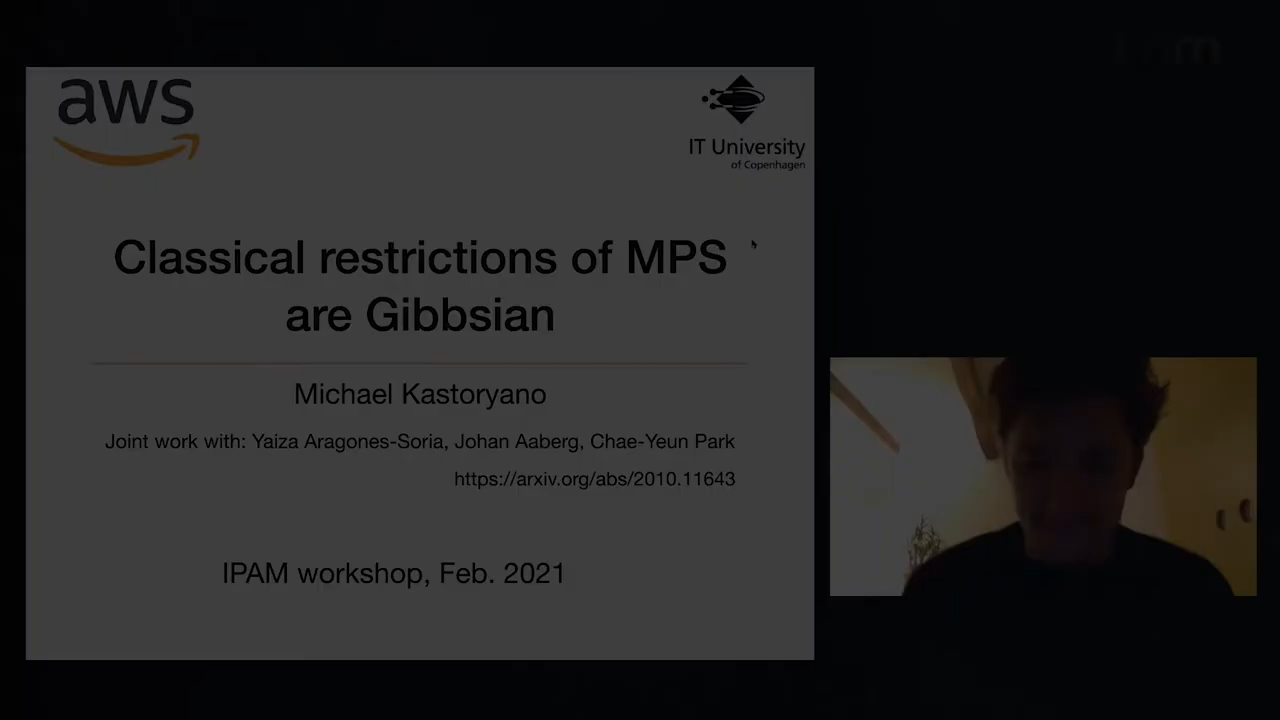 aws
IT University
of Copenhagen
Classical restrictions of MPS
are Gibbsian
Michael Kastoryano
Joint work with: Yaiza Aragones-Soria, Johan Aaberg, Chae-Yeun Park
https://arxiv.org/abs/2010.11643
IPAM workshop, Feb. 2021